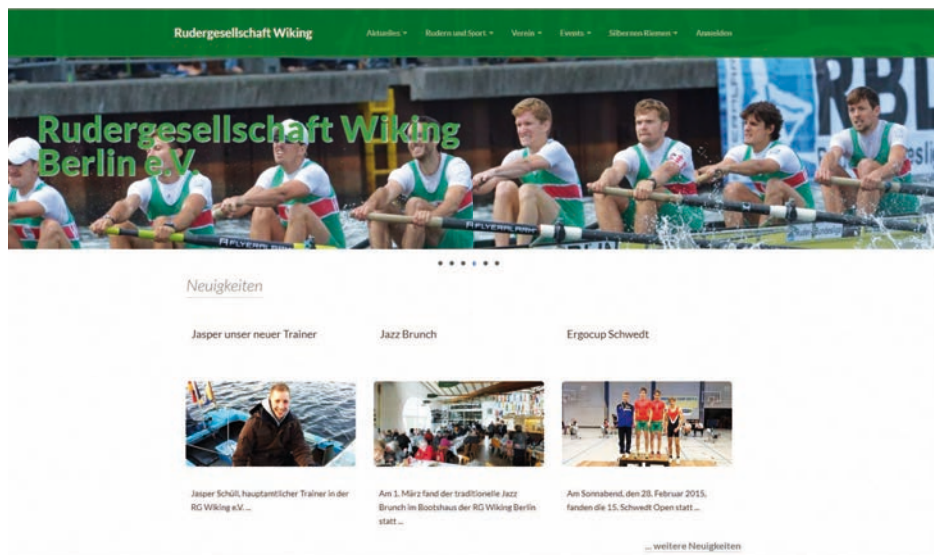 Rudergesellschaft Wiking
Aktuelles Rudern und Sport Verein Events Silbernen Riemen Anmelden
Rudergesellschaft Wiking
Berlin e.V.
RBL
FLYERALARM
Neuigkeiten
Jasper unser neuer Trainer
Jazz Brunch
Ergocup Schwedt
Jasper Schüll, hauptamtlicher Trainer in der
RG Wiking e.V. ...
Am 1. März fand der traditionelle Jazz
Brunch im Bootshaus der RG Wiking Berlin
statt ...
Am Sonnabend, den 28. Februar 2015,
fanden die 15. Schwedt Open statt ...
... weitere Neuigkeiten